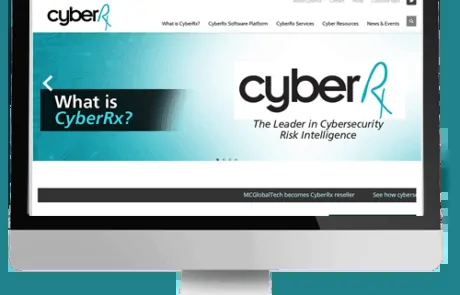 cyberRx
What is CyberRx? CyberRx Software Platform CyberRx Services Cyber Resources News & Events
What is
CyberRx?
cyberRx
The Leader in Cybersecurity
Risk Intelligence
MCGlobalTech becomes CyberRx reseller See how cyberse